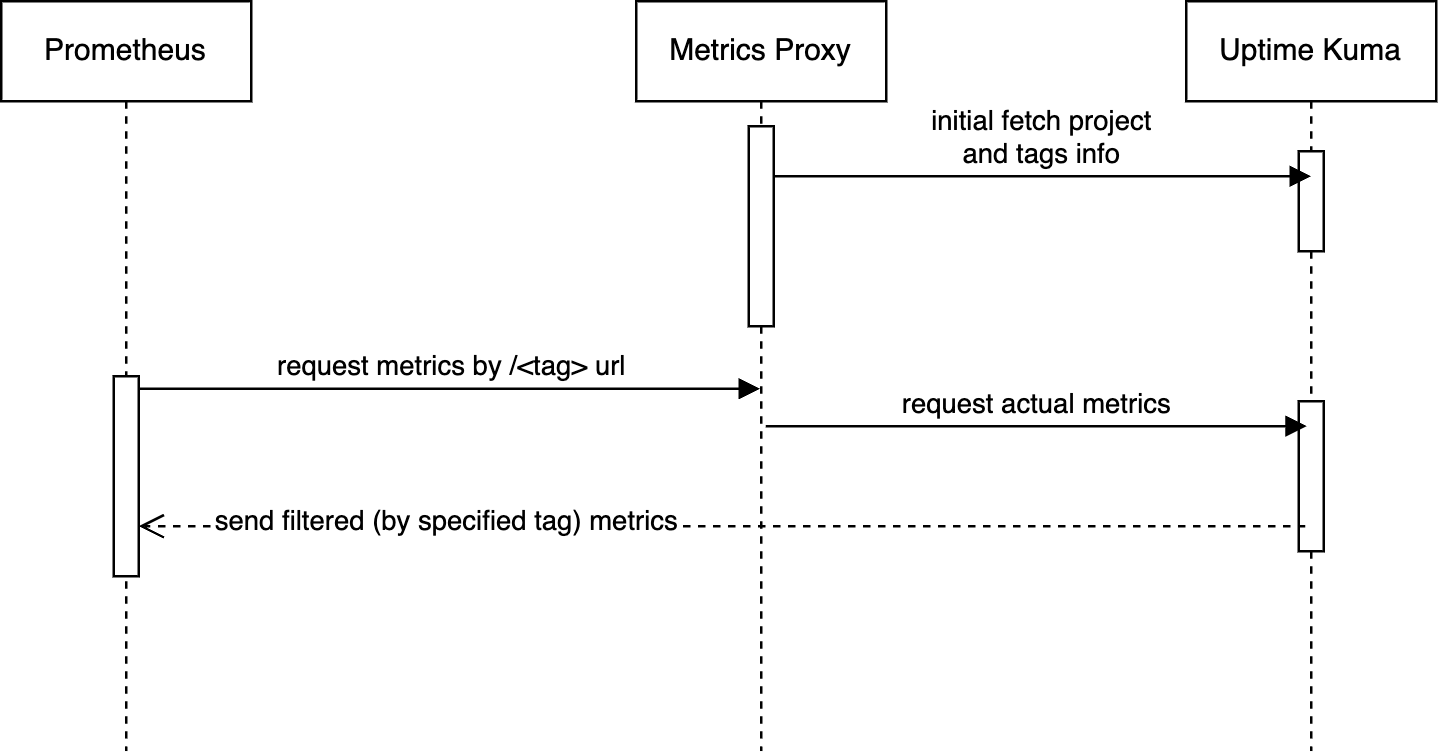 Prometheus
Metrics Proxy
Uptime Kuma
initial fetch project
and tags info
request metrics by /<tag> url
request actual metrics
send filtered (by specified tag) metrics